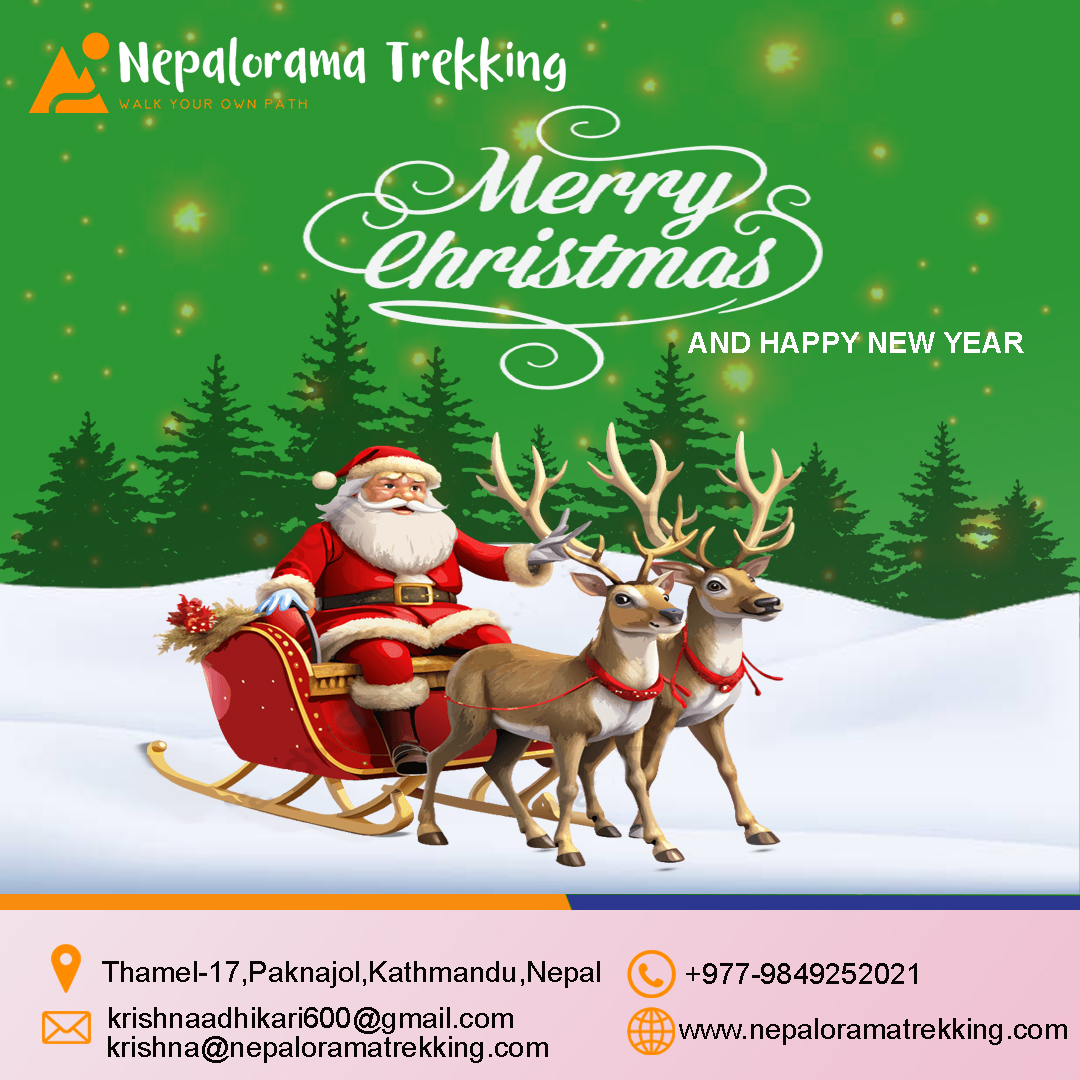 Nepalorama Trekking
WALK YOUR OWN PATH
Merry
Christmas
AND HAPPY NEW YEAR
Thamel-17,Paknajol,Kathmandu,Nepal
+977-9849252021
krishnaadhikari600@gmail.com
krishna@nepaloramatrekking.com
www.nepaloramatrekking.com